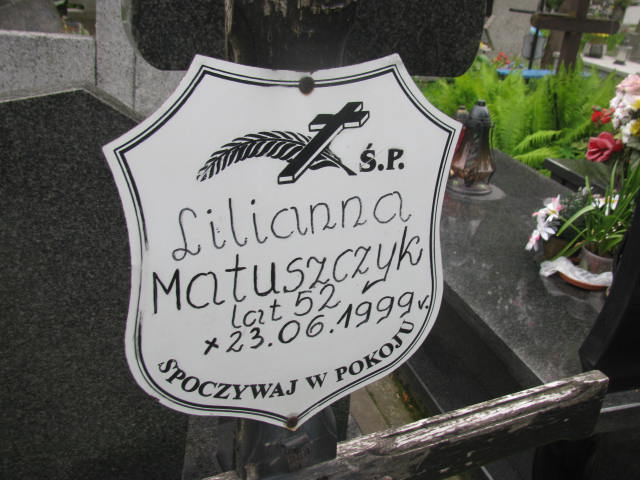 Ś.P.
Lilianna
Matuszczyk
lat 52
x 23.06.1999 r.
SPOCZYWAJ W POKOJU